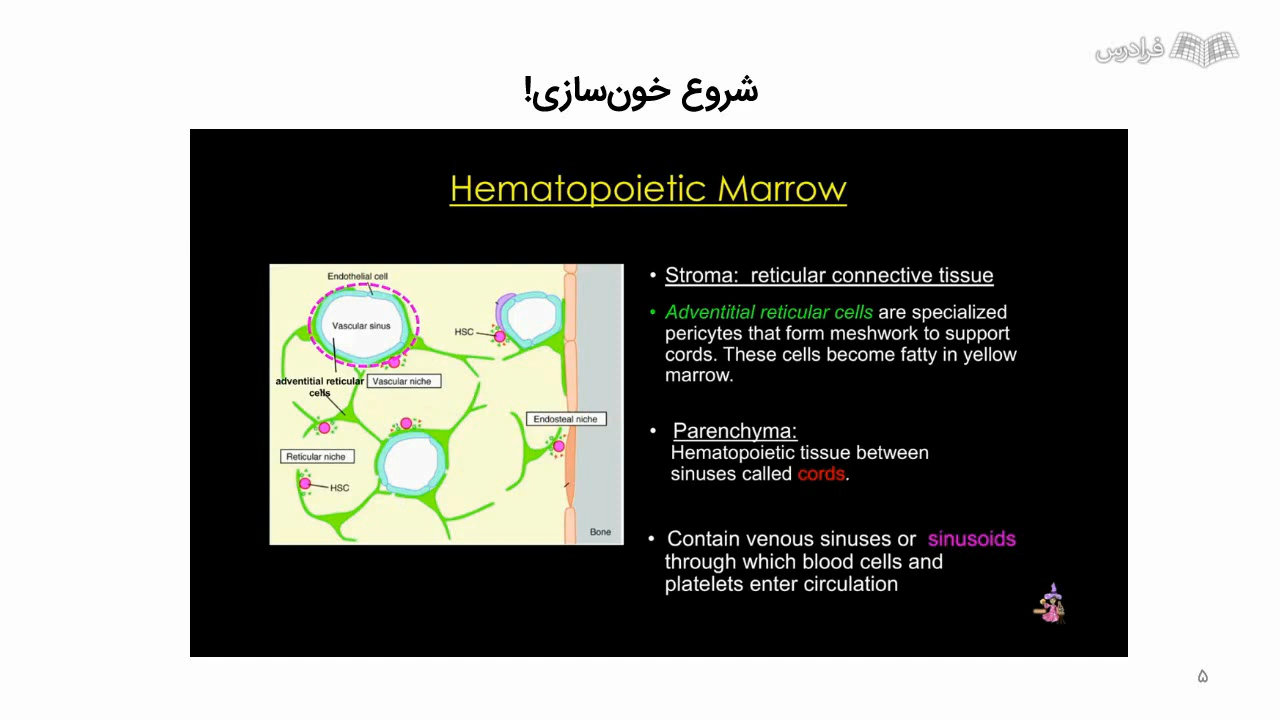 فرادرس
شروع خون‌سازی!
Hematopoietic Marrow
Endothelial cell
Vascular sinus
HSC
adventitial reticular
cells
Vascular niche
Endosteal niche
Reticular niche
HSC
Bone
• Stroma: reticular connective tissue
• Adventitial reticular cells are specialized
pericytes that form meshwork to support
cords. These cells become fatty in yellow
marrow.
• Parenchyma:
Hematopoietic tissue between
sinuses called cords.
• Contain venous sinuses or sinusoids
through which blood cells and
platelets enter circulation
۵